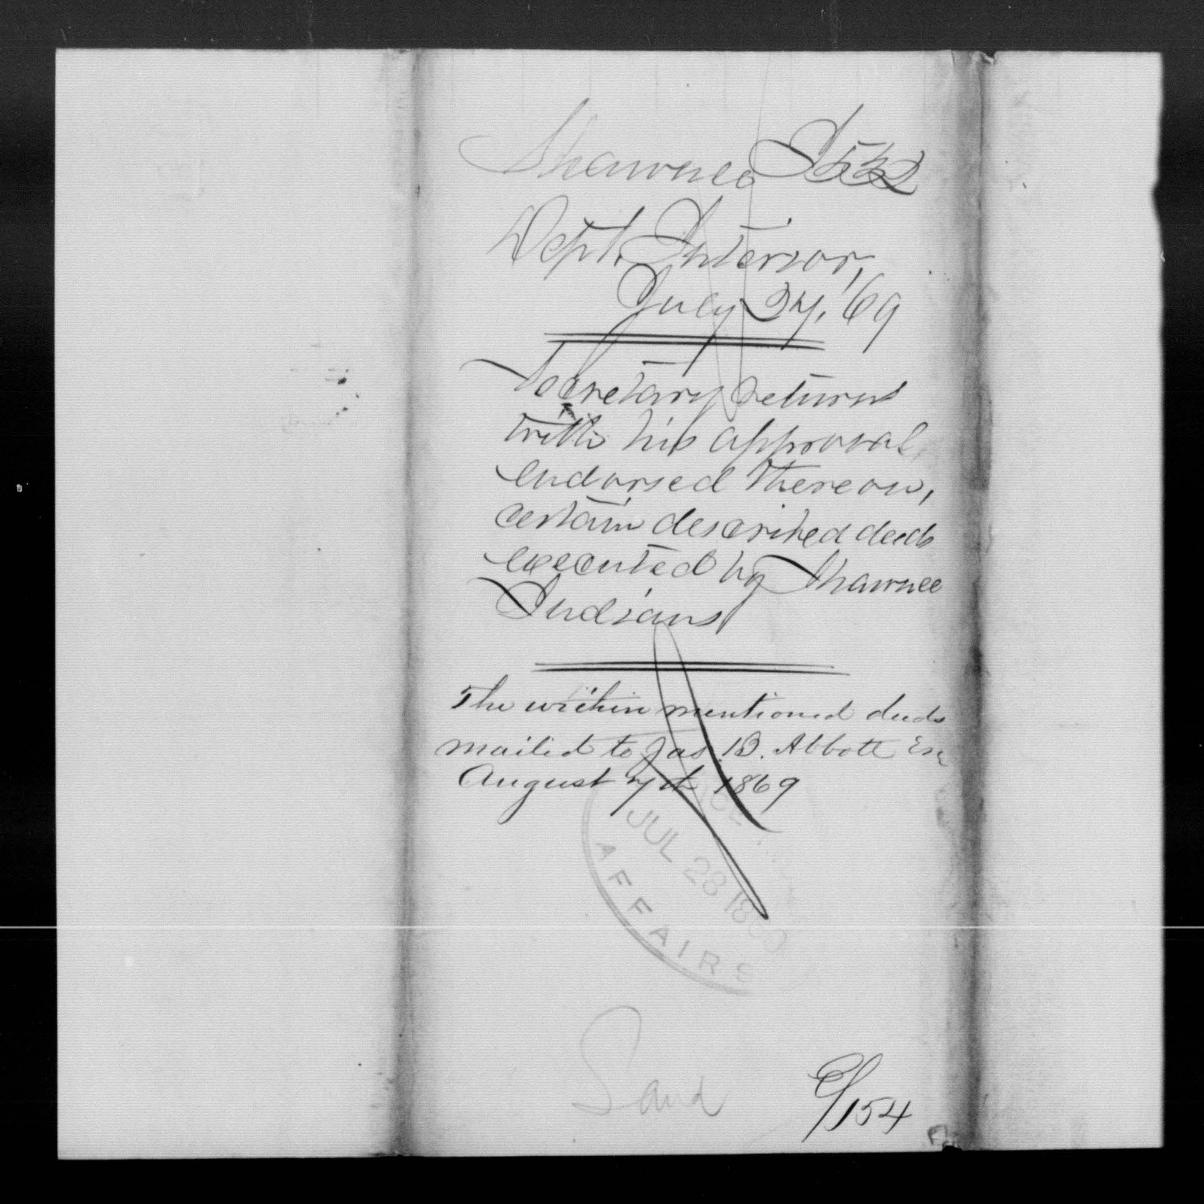 Shawnee I 532
Dept. Interior,
July 27, '69
Secretary returns
with his approval
endorsed thereon,
certain described deeds
executed by Shawnee
Indians
The within mentioned deeds
mailed to Jas. B. Abbott Esq
August 7th 1869
JUL 28 1869
AFFAIRS
Land
154